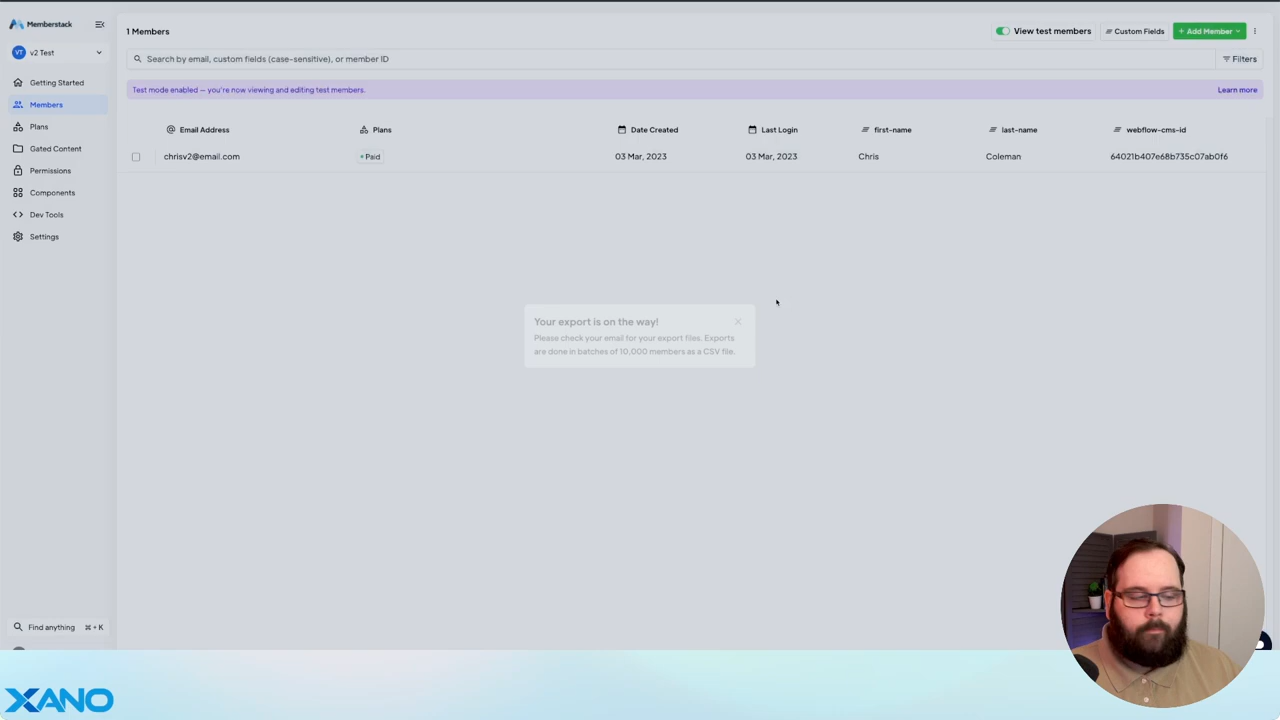 Memberstack
VT v2 Test
Getting Started
Members
Plans
Gated Content
Permissions
Components
Dev Tools
Settings
Find anything ⌘ + K
1 Members
View test members
Custom Fields
+ Add Member
Search by email, custom fields (case-sensitive), or member ID
Filters
Test mode enabled — you're now viewing and editing test members.
Learn more
Email Address Plans Date Created Last Login first-name last-name webflow-cms-id
chrisv2@email.com • Paid 03 Mar, 2023 03 Mar, 2023 Chris Coleman 64021b407e68b735c07ab0f6
Your export is on the way!
Please check your email for your export files. Exports
are done in batches of 10,000 members as a CSV file.
XANO